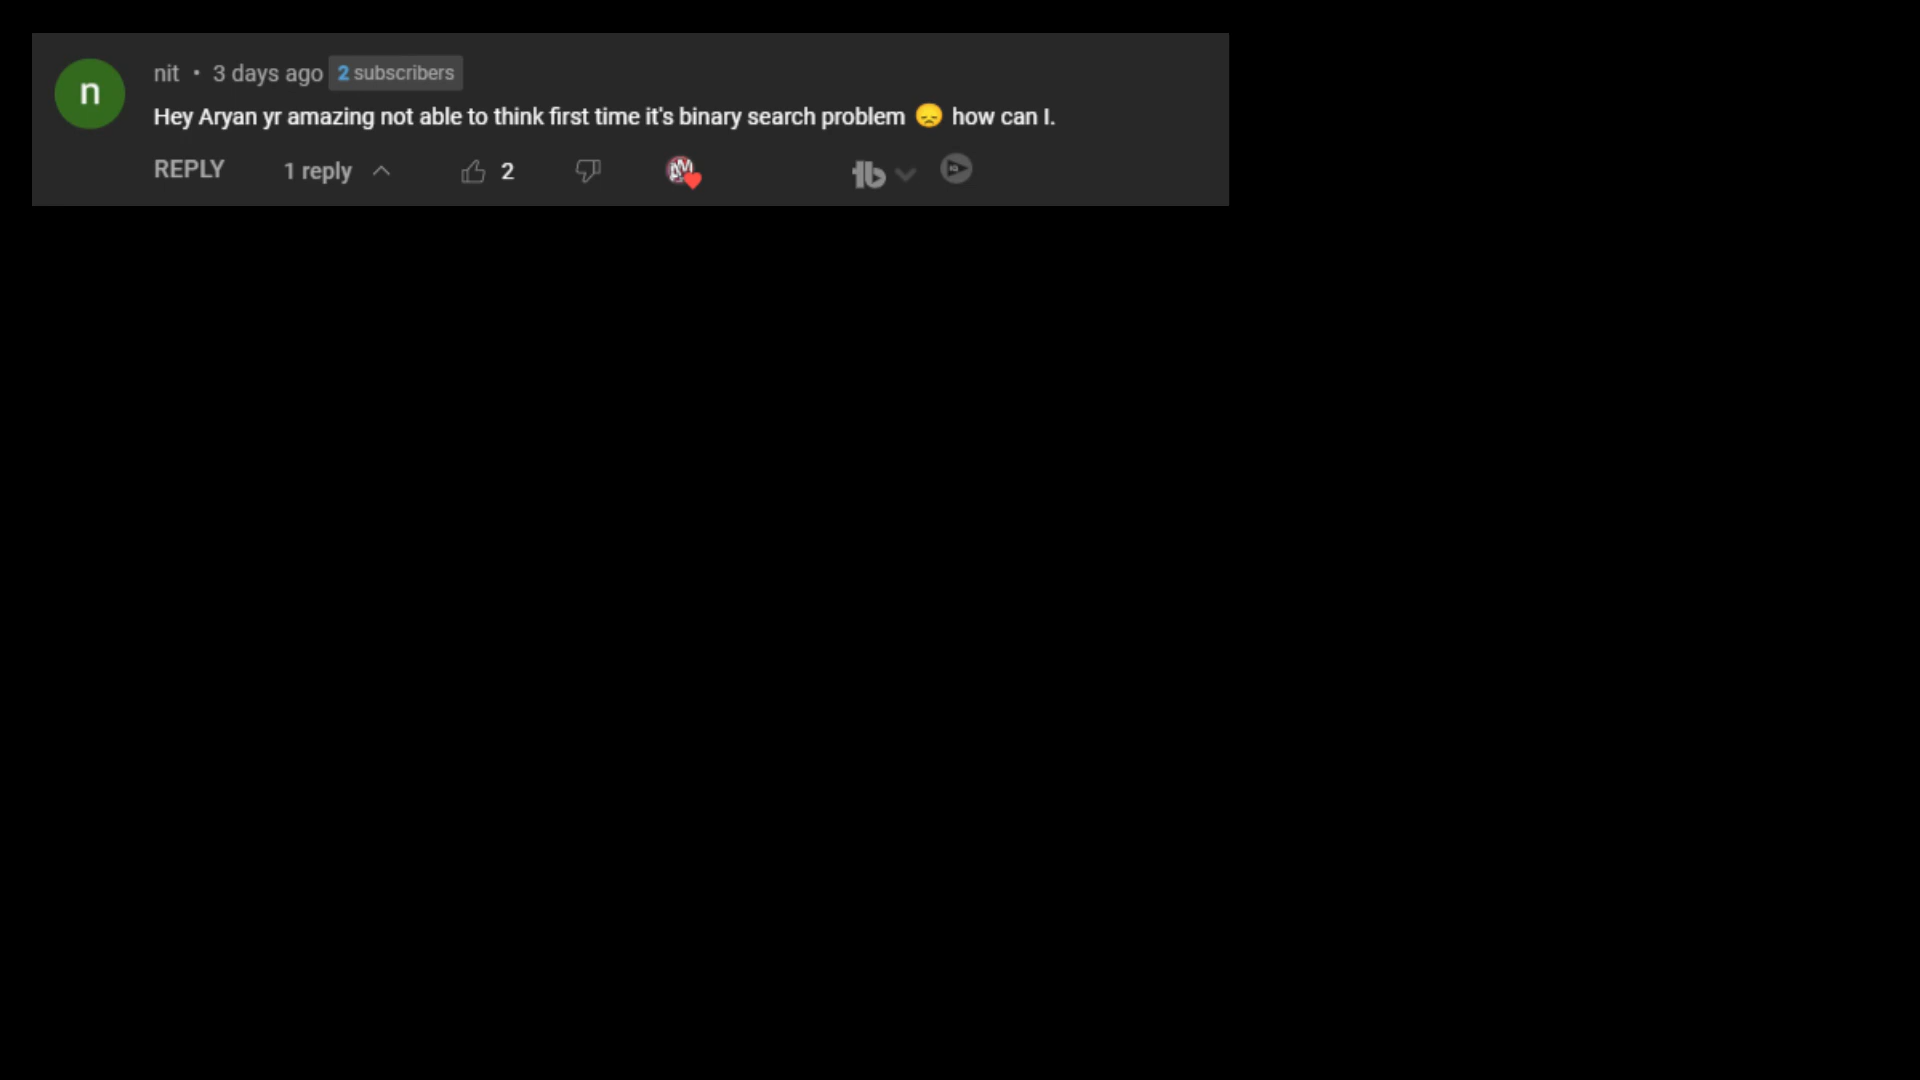 n
nit • 3 days ago 2 subscribers
Hey Aryan yr amazing not able to think first time it's binary search problem 😞 how can I.
REPLY 1 reply 2 tb